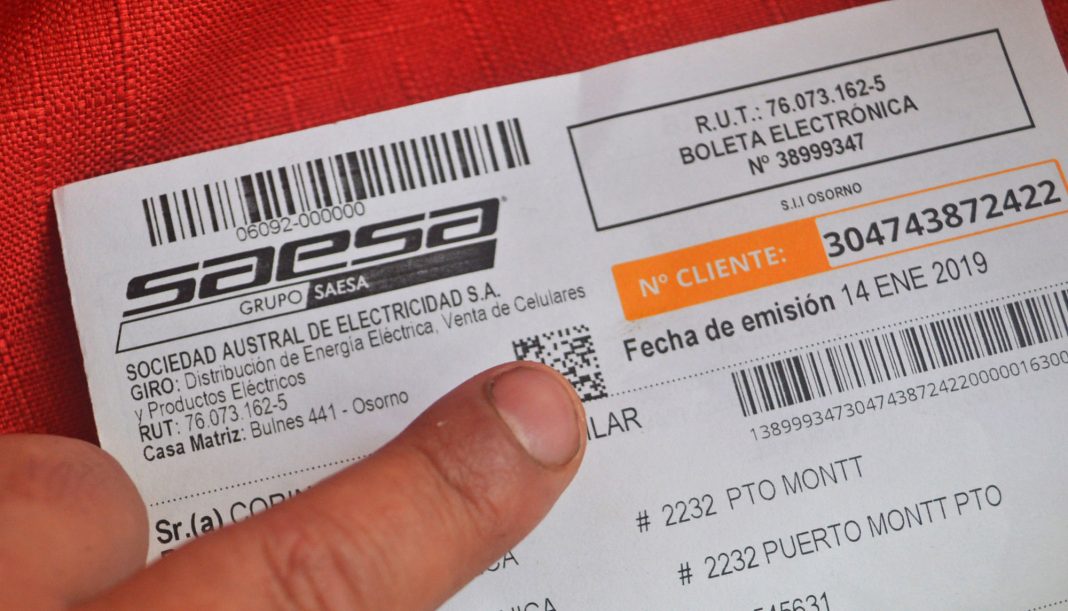 06092-000000
saesa
GRUPO SAESA
SOCIEDAD AUSTRAL DE ELECTRICIDAD S.A.
GIRO: Distribución de Energía Eléctrica, Venta de Celulares
y Productos Eléctricos
RUT: 76.073.162-5
Casa Matriz: Bulnes 441 - Osorno
R.U.T.: 76.073.162-5
BOLETA ELECTRÓNICA
Nº 38999347
S.I.I OSORNO
Nº CLIENTE: 304743872422
Fecha de emisión 14 ENE 2019
1389993473047438724220000016300
Sr.(a)
# 2232 PTO MONTT
# 2232 PUERTO MONTT PTO